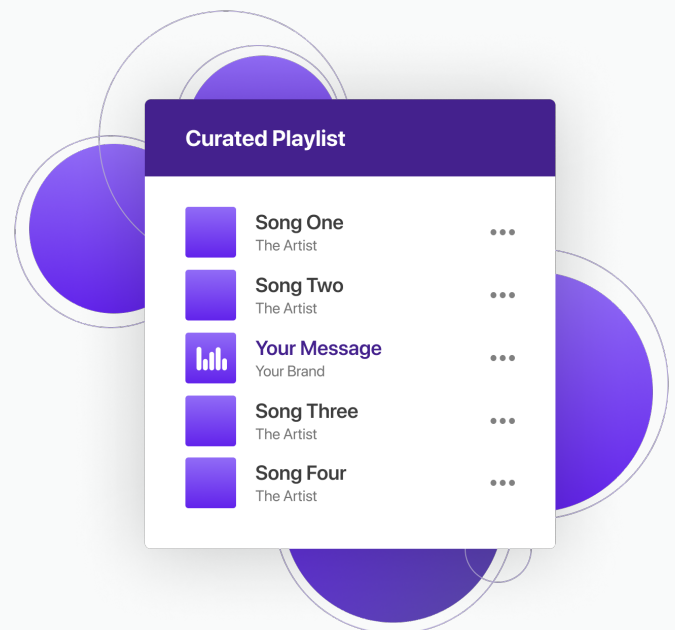 Curated Playlist
Song One
The Artist
Song Two
The Artist
Your Message
Your Brand
Song Three
The Artist
Song Four
The Artist